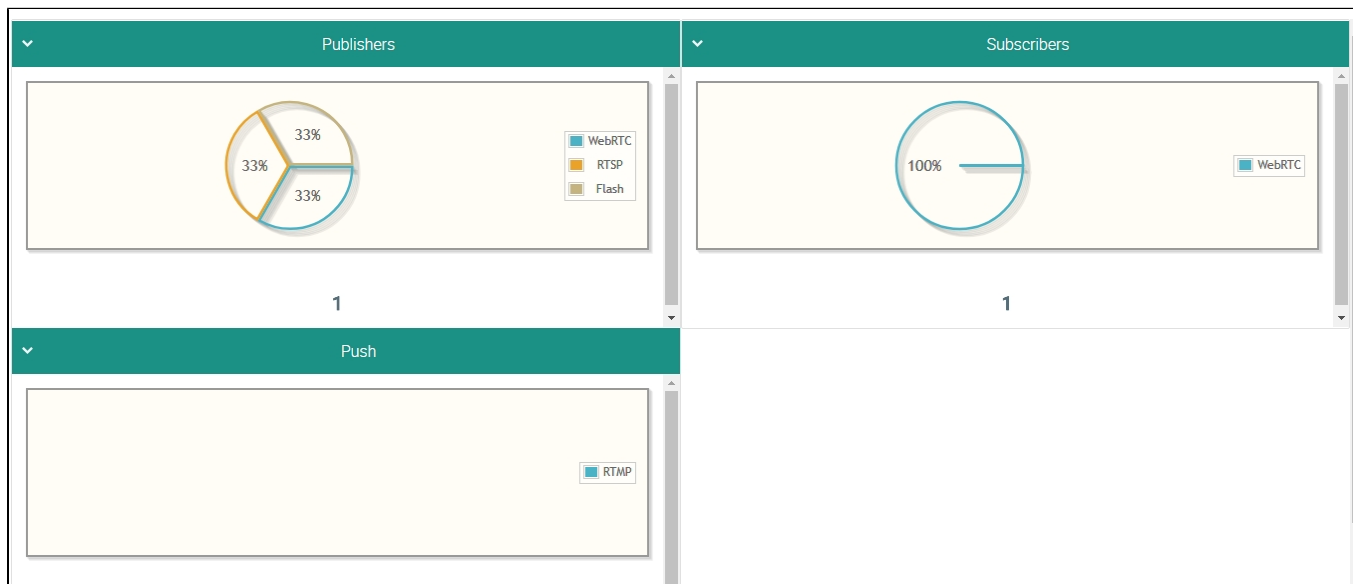 Publishers
Subscribers
33%
33%
33%
WebRTC
RTSP
Flash
100%
WebRTC
1
1
Push
RTMP